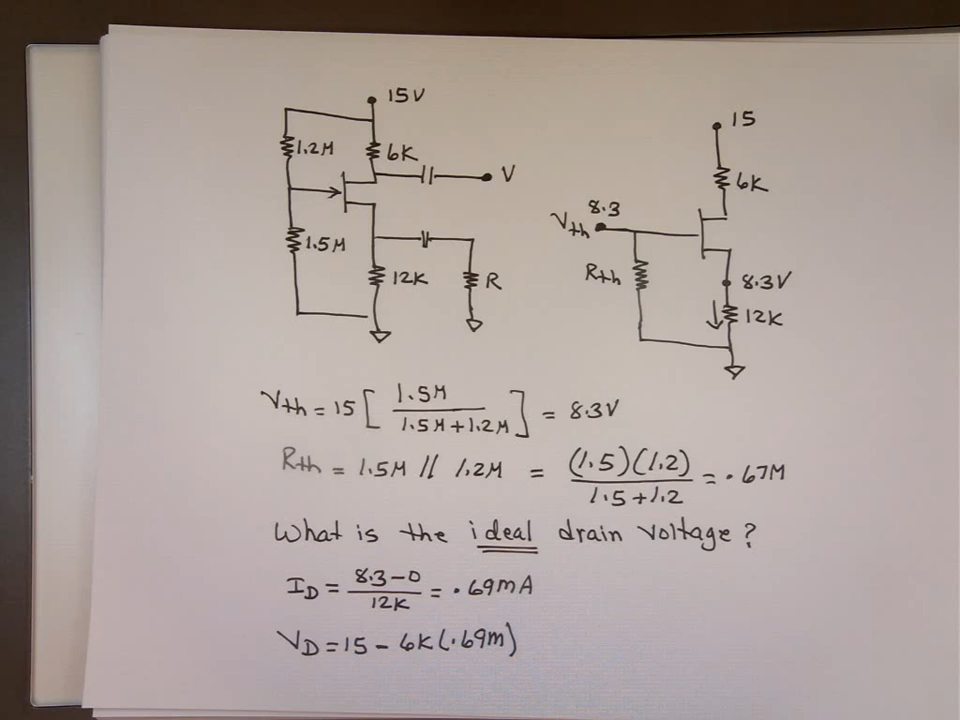 15V
1.2M
6K
V
1.5M
12K
R
15
6K
8.3
Vth
Rth
8.3V
12K
Vth = 15 [ 1.5M / 1.5M + 1.2M ] = 8.3V
Rth = 1.5M // 1.2M = (1.5)(1.2) / 1.5 + 1.2 = .67M
What is the ideal drain voltage?
ID = 8.3 - 0 / 12K = .69mA
VD = 15 - 6K(.69m)